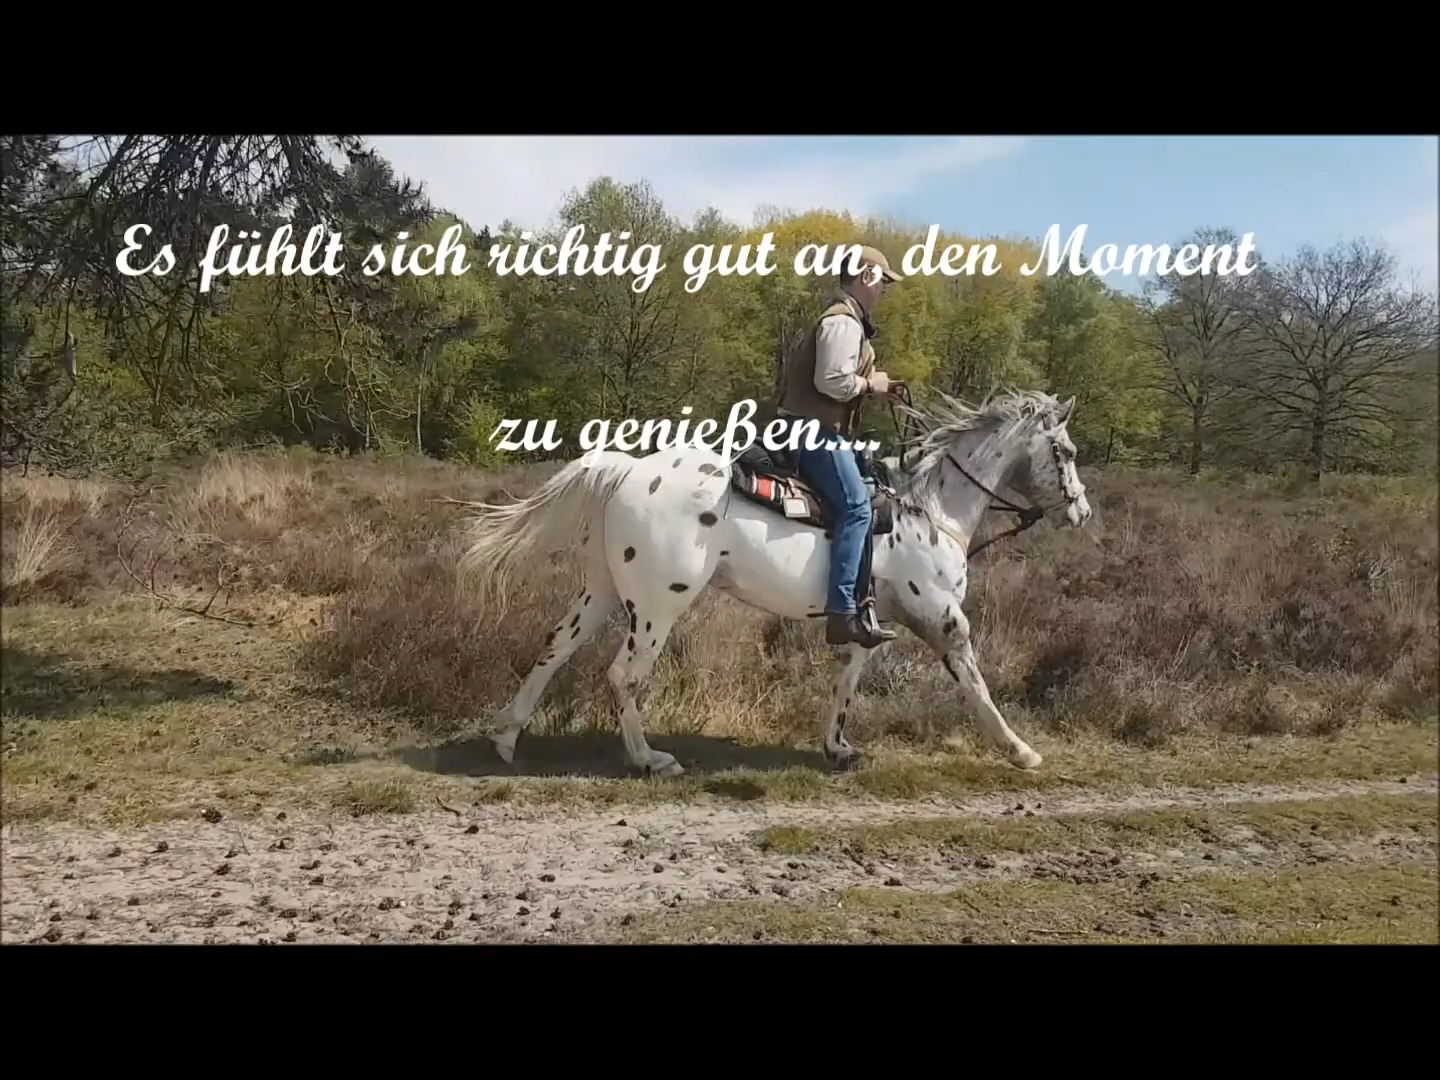 Es fühlt sich richtig gut an, den Moment
zu genießen....